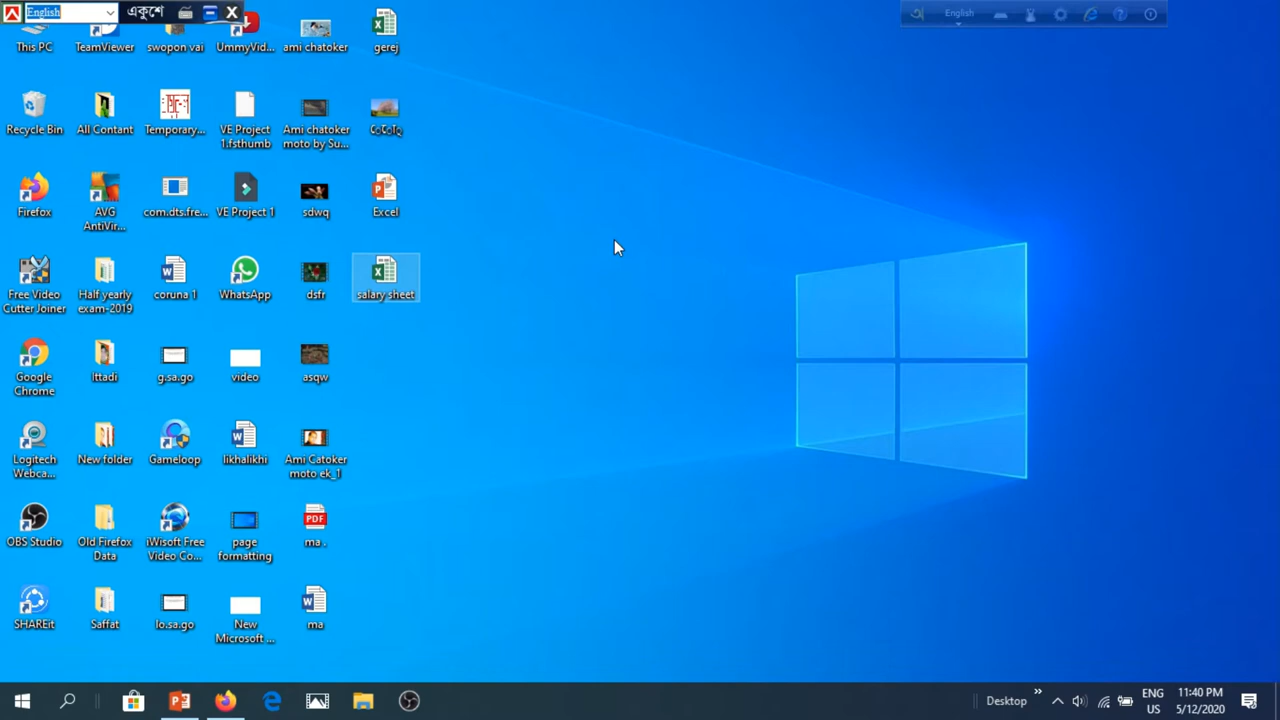 English
একুশে
English
This PC
TeamViewer
swopon vai
UmmyVid...
ami chatoker
gerej
Recycle Bin
All Contant
Temporary...
VE Project
1.fsthumb
Ami chatoker
moto by Su...
Firefox
AVG
AntiVir...
com.dts.fre...
VE Project 1
sdwq
Excel
Free Video
Cutter Joiner
Half yearly
exam-2019
coruna 1
WhatsApp
dsfr
salary sheet
Google
Chrome
Ittadi
g.sa.go
video
asqw
Logitech
Webca...
New folder
Gameloop
likhalikhi
Ami Catoker
moto ek_1
OBS Studio
Old Firefox
Data
iWisoft Free
Video Co...
page
formatting
PDF
ma .
SHAREit
Saffat
lo.sa.go
New
Microsoft ...
ma
Desktop
ENG
US
11:40 PM
5/12/2020